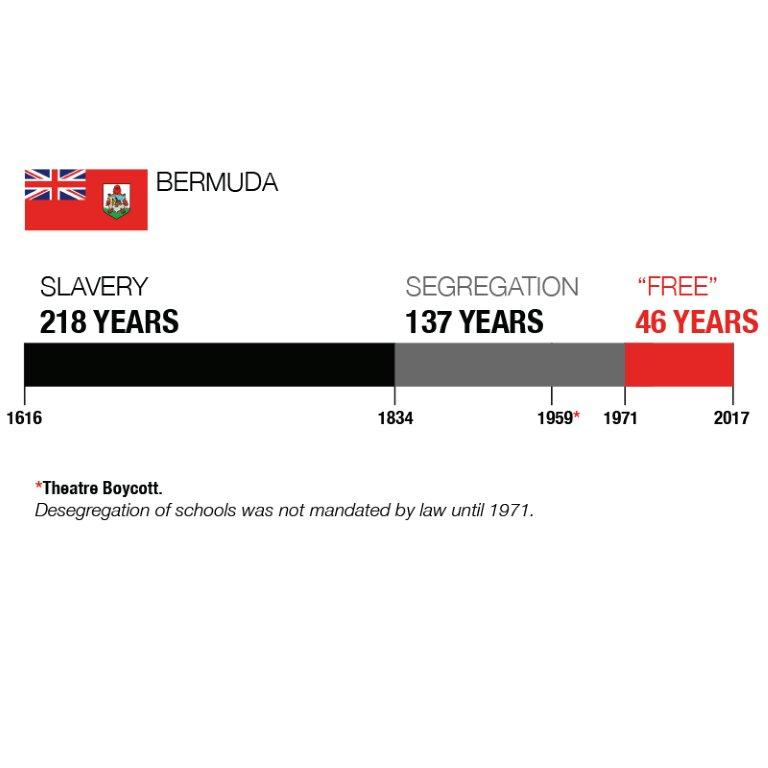 BERMUDA
SLAVERY
218 YEARS
SEGREGATION
137 YEARS
“FREE”
46 YEARS
1616
1834
1959*
1971
2017
*Theatre Boycott.
Desegregation of schools was not mandated by law until 1971.